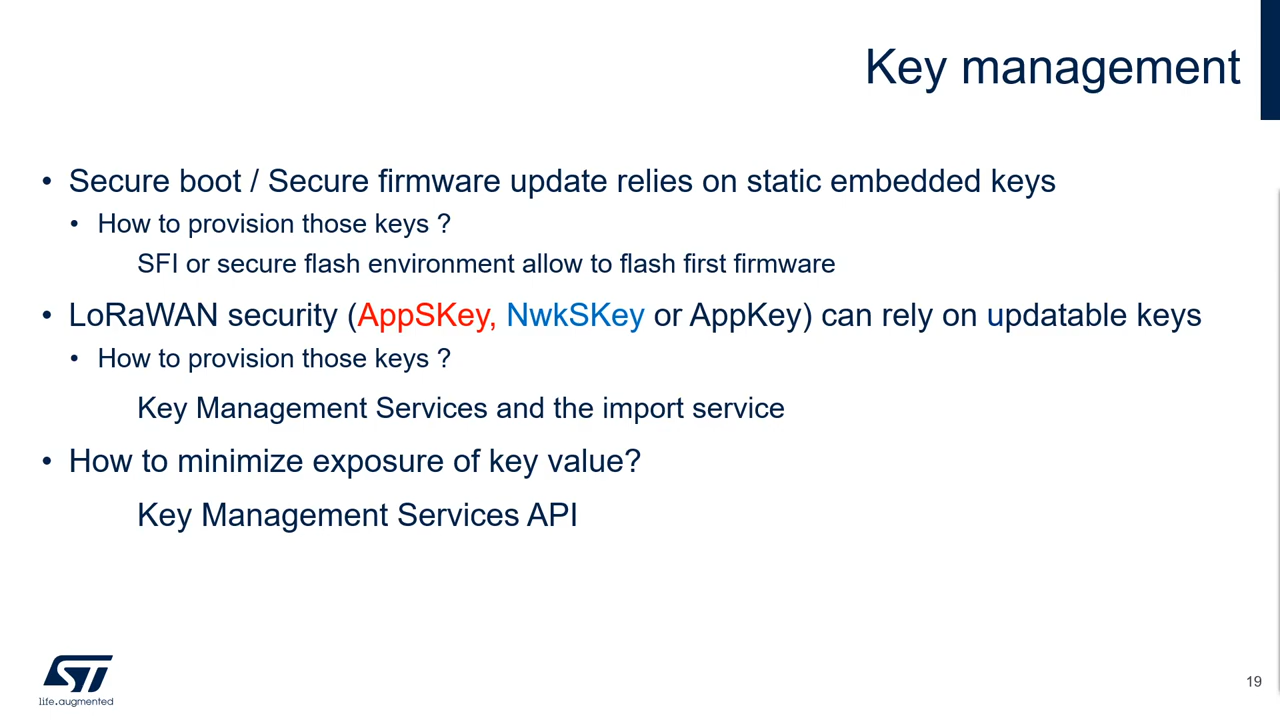 Key management
• Secure boot / Secure firmware update relies on static embedded keys
• How to provision those keys ?
SFI or secure flash environment allow to flash first firmware
• LoRaWAN security (AppSKey, NwkSKey or AppKey) can rely on updatable keys
• How to provision those keys ?
Key Management Services and the import service
• How to minimize exposure of key value?
Key Management Services API
ST
life.augmented
19